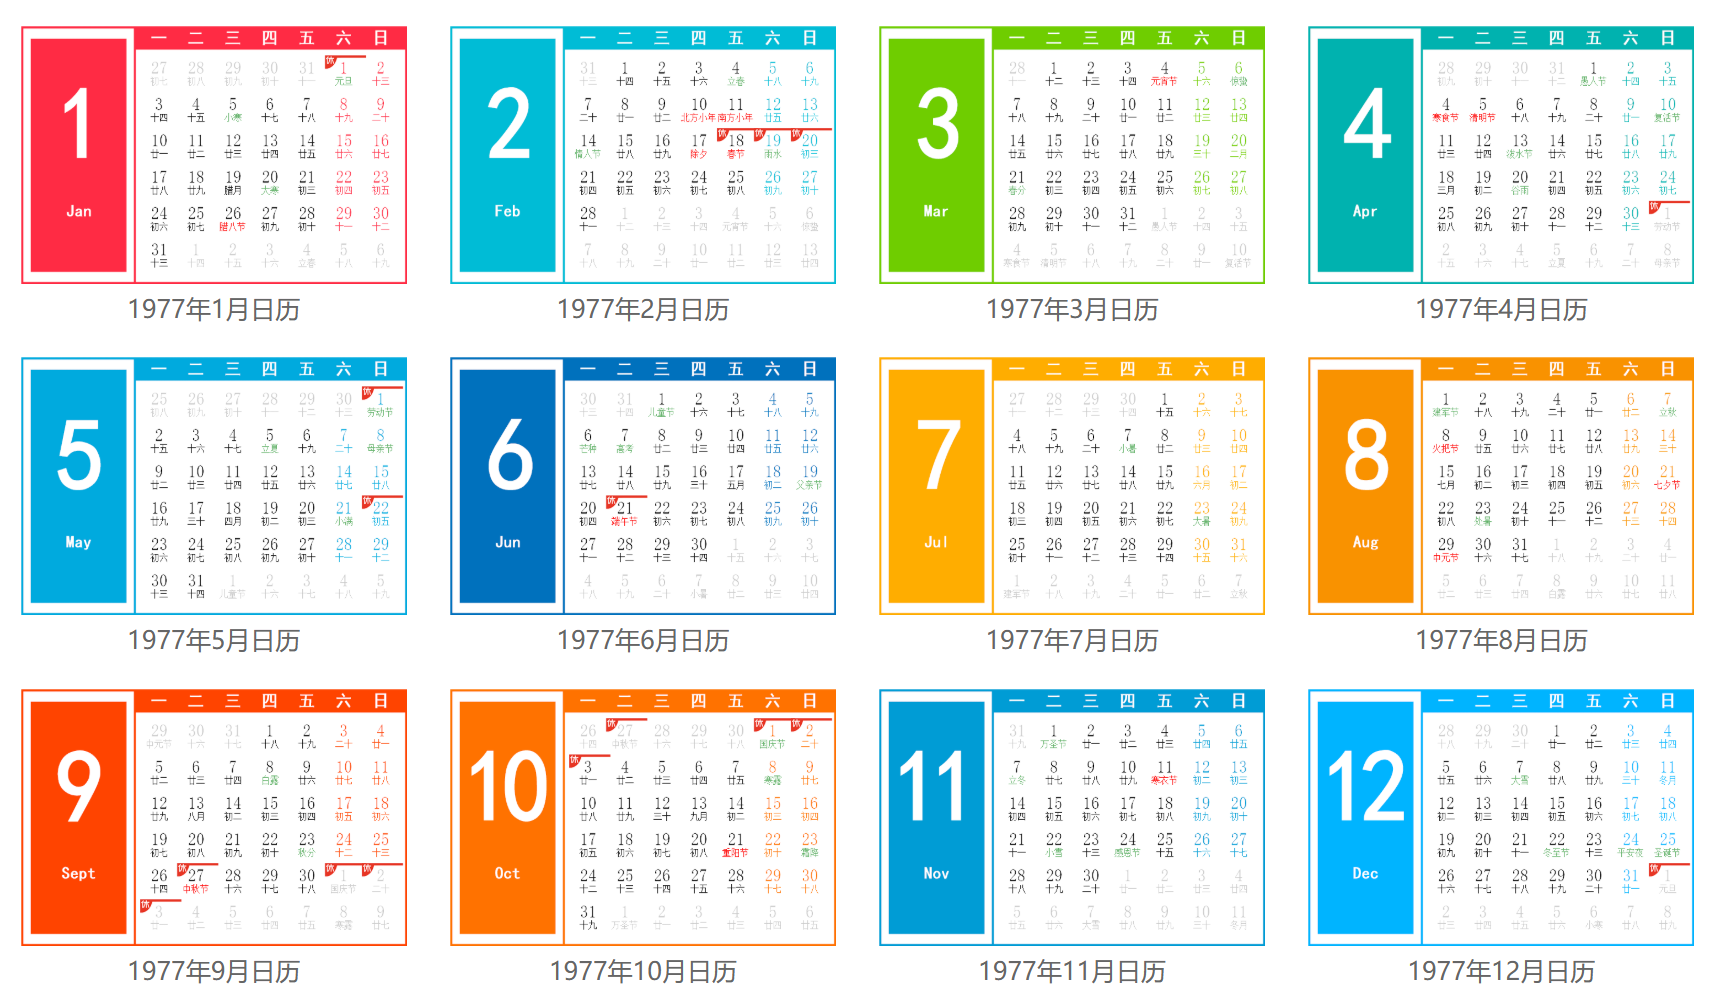 1
Jan
一 二 三 四 五 六 日
27 28 29 30 31 休 1 2
初七 初八 初九 初十 十一 元旦 十三
3 4 5 6 7 8 9
十四 十五 小寒 十七 十八 十九 二十
10 11 12 13 14 15 16
廿一 廿二 廿三 廿四 廿五 廿六 廿七
17 18 19 20 21 22 23
廿八 廿九 腊月 大寒 初三 初四 初五
24 25 26 27 28 29 30
初六 初七 腊八节 初九 初十 十一 十二
31 1 2 3 4 5 6
十三 十四 十五 十六 立春 十八 十九
1977年1月日历
2
Feb
一 二 三 四 五 六 日
31 1 2 3 4 5 6
十三 十四 十五 十六 立春 十八 十九
7 8 9 10 11 12 13
二十 廿一 廿二 北方小年 南方小年 廿五 廿六
14 15 16 17 休 18 休 19 休 20
情人节 廿八 廿九 除夕 春节 雨水 初三
21 22 23 24 25 26 27
初四 初五 初六 初七 初八 初九 初十
28 1 2 3 4 5 6
十一 十二 十三 十四 元宵节 十六 惊蛰
7 8 9 10 11 12 13
十八 十九 二十 廿一 廿二 廿三 廿四
1977年2月日历
3
Mar
一 二 三 四 五 六 日
28 1 2 3 4 5 6
十一 十二 十三 十四 元宵节 十六 惊蛰
7 8 9 10 11 12 13
十八 十九 二十 廿一 廿二 廿三 廿四
14 15 16 17 18 19 20
廿五 廿六 廿七 廿八 廿九 三十 二月
21 22 23 24 25 26 27
春分 初三 初四 初五 初六 初七 初八
28 29 30 31 1 2 3
初九 初十 十一 十二 愚人节 十四 十五
4 5 6 7 8 9 10
寒食节 清明节 十八 十九 二十 廿一 复活节
1977年3月日历
4
Apr
一 二 三 四 五 六 日
28 29 30 31 1 2 3
初九 初十 十一 十二 愚人节 十四 十五
4 5 6 7 8 9 10
寒食节 清明节 十八 十九 二十 廿一 复活节
11 12 13 14 15 16 17
廿三 廿四 泼水节 廿六 廿七 廿八 廿九
18 19 20 21 22 23 24
三月 初二 谷雨 初四 初五 初六 初七
25 26 27 28 29 30 休 1
初八 初九 初十 十一 十二 十三 劳动节
2 3 4 5 6 7 8
十五 十六 十七 立夏 十九 二十 母亲节
1977年4月日历
5
May
一 二 三 四 五 六 日
25 26 27 28 29 30 休 1
初八 初九 初十 十一 十二 十三 劳动节
2 3 4 5 6 7 8
十五 十六 十七 立夏 十九 二十 母亲节
9 10 11 12 13 14 15
廿二 廿三 廿四 廿五 廿六 廿七 廿八
16 17 18 19 20 21 休 22
廿九 三十 四月 初二 初三 小满 初五
23 24 25 26 27 28 29
初六 初七 初八 初九 初十 十一 十二
30 31 1 2 3 4 5
十三 十四 儿童节 十六 十七 十八 十九
1977年5月日历
6
Jun
一 二 三 四 五 六 日
30 31 1 2 3 4 5
十三 十四 儿童节 十六 十七 十八 十九
6 7 8 9 10 11 12
芒种 高考 廿二 廿三 廿四 廿五 廿六
13 14 15 16 17 18 19
廿七 廿八 廿九 三十 五月 初二 父亲节
20 休 21 22 23 24 25 26
初四 端午节 初六 初七 初八 初九 初十
27 28 29 30 1 2 3
十一 十二 十三 十四 十五 十六 十七
4 5 6 7 8 9 10
十八 十九 二十 小暑 廿二 廿三 廿四
1977年6月日历
7
Jul
一 二 三 四 五 六 日
27 28 29 30 1 2 3
十一 十二 十三 十四 十五 十六 十七
4 5 6 7 8 9 10
十八 十九 二十 小暑 廿二 廿三 廿四
11 12 13 14 15 16 17
廿五 廿六 廿七 廿八 廿九 六月 初二
18 19 20 21 22 23 24
初三 初四 初五 初六 初七 大暑 初九
25 26 27 28 29 30 31
初十 十一 十二 十三 十四 十五 十六
1 2 3 4 5 6 7
建军节 十八 十九 二十 廿一 廿二 立秋
1977年7月日历
8
Aug
一 二 三 四 五 六 日
1 2 3 4 5 6 7
建军节 十八 十九 二十 廿一 廿二 立秋
8 9 10 11 12 13 14
火把节 廿五 廿六 廿七 廿八 廿九 三十
15 16 17 18 19 20 21
七月 初二 初三 初四 初五 初六 七夕节
22 23 24 25 26 27 28
初八 处暑 初十 十一 十二 十三 十四
29 30 31 1 2 3 4
中元节 十六 十七 十八 十九 二十 廿一
5 6 7 8 9 10 11
廿二 廿三 廿四 白露 廿六 廿七 廿八
1977年8月日历
9
Sept
一 二 三 四 五 六 日
29 30 31 1 2 3 4
中元节 十六 十七 十八 十九 二十 廿一
5 6 7 8 9 10 11
廿二 廿三 廿四 白露 廿六 廿七 廿八
12 13 14 15 16 17 18
廿九 八月 初二 初三 初四 初五 初六
19 20 21 22 23 24 25
初七 初八 初九 初十 秋分 十二 十三
26 休 27 28 29 30 休 1 休 2
十四 中秋节 十六 十七 十八 国庆节 二十
休 3 4 5 6 7 8 9
廿一 廿二 廿三 廿四 廿五 寒露 廿七
1977年9月日历
10
Oct
一 二 三 四 五 六 日
26 休 27 28 29 30 休 1 休 2
十四 中秋节 十六 十七 十八 国庆节 二十
休 3 4 5 6 7 8 9
廿一 廿二 廿三 廿四 廿五 寒露 廿七
10 11 12 13 14 15 16
廿八 廿九 三十 九月 初二 初三 初四
17 18 19 20 21 22 23
初五 初六 初七 初八 重阳节 初十 霜降
24 25 26 27 28 29 30
十二 十三 十四 十五 十六 十七 十八
31 1 2 3 4 5 6
十九 万圣节 廿一 廿二 廿三 廿四 廿五
1977年10月日历
11
Nov
一 二 三 四 五 六 日
31 1 2 3 4 5 6
十九 万圣节 廿一 廿二 廿三 廿四 廿五
7 8 9 10 11 12 13
立冬 廿七 廿八 廿九 寒衣节 初二 初三
14 15 16 17 18 19 20
初四 初五 初六 初七 初八 初九 初十
21 22 23 24 25 26 27
十一 小雪 十三 感恩节 十五 十六 十七
28 29 30 1 2 3 4
十八 十九 二十 廿一 廿二 廿三 廿四
5 6 7 8 9 10 11
廿五 廿六 大雪 廿八 廿九 三十 冬月
1977年11月日历
12
Dec
一 二 三 四 五 六 日
28 29 30 1 2 3 4
十八 十九 二十 廿一 廿二 廿三 廿四
5 6 7 8 9 10 11
廿五 廿六 大雪 廿八 廿九 三十 冬月
12 13 14 15 16 17 18
初二 初三 初四 初五 初六 初七 初八
19 20 21 22 23 24 25
初九 初十 十一 冬至节 十三 平安夜 圣诞节
26 27 28 29 30 31 休 1
十六 十七 十八 十九 二十 廿一 元旦
2 3 4 5 6 7 8
廿三 廿四 廿五 廿六 小寒 廿八 廿九
1977年12月日历